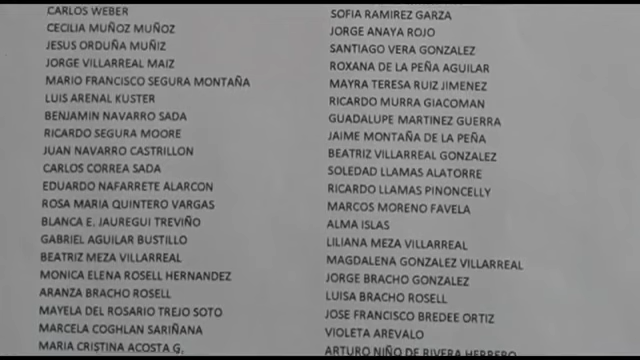 CARLOS WEBER
CECILIA MUÑOZ MUÑOZ
JESUS ORDUÑA MUÑIZ
JORGE VILLARREAL MAIZ
MARIO FRANCISCO SEGURA MONTAÑA
LUIS ARENAL KUSTER
BENJAMIN NAVARRO SADA
RICARDO SEGURA MOORE
JUAN NAVARRO CASTRILLON
CARLOS CORREA SADA
EDUARDO NAFARRETE ALARCON
ROSA MARIA QUINTERO VARGAS
BLANCA E. JAUREGUI TREVIÑO
GABRIEL AGUILAR BUSTILLO
BEATRIZ MEZA VILLARREAL
MONICA ELENA ROSELL HERNANDEZ
ARANZA BRACHO ROSELL
MAYELA DEL ROSARIO TREJO SOTO
MARCELA COGHLAN SARIÑANA
MARIA CRISTINA ACOSTA G.
SOFIA RAMIREZ GARZA
JORGE ANAYA ROJO
SANTIAGO VERA GONZALEZ
ROXANA DE LA PEÑA AGUILAR
MAYRA TERESA RUIZ JIMENEZ
RICARDO MURRA GIACOMAN
GUADALUPE MARTINEZ GUERRA
JAIME MONTAÑA DE LA PEÑA
BEATRIZ VILLARREAL GONZALEZ
SOLEDAD LLAMAS ALATORRE
RICARDO LLAMAS PINONCELLY
MARCOS MORENO FAVELA
ALMA ISLAS
LILIANA MEZA VILLARREAL
MAGDALENA GONZALEZ VILLARREAL
JORGE BRACHO GONZALEZ
LUISA BRACHO ROSELL
JOSE FRANCISCO BREDEE ORTIZ
VIOLETA AREVALO
ARTURO NIÑO DE RIVERA HERRERO